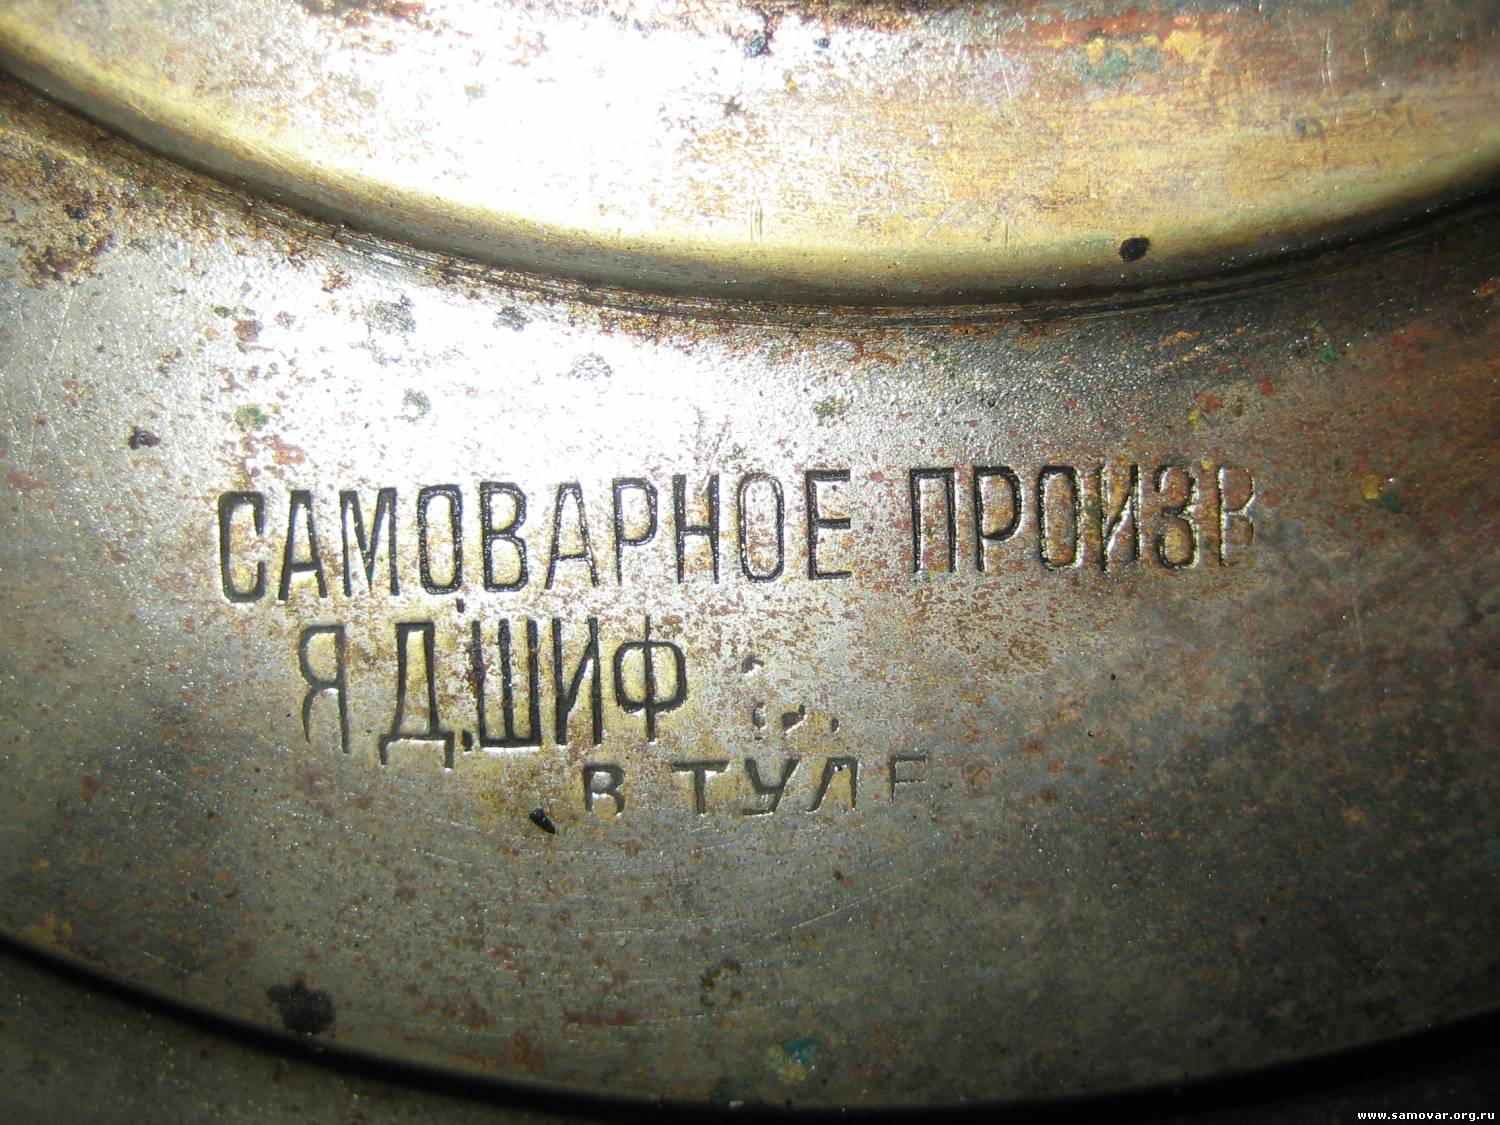 САМОВАРНОЕ ПРОИЗВ
Я Д.ШИФ
В ТУЛЕ
www.samovar.org.ru